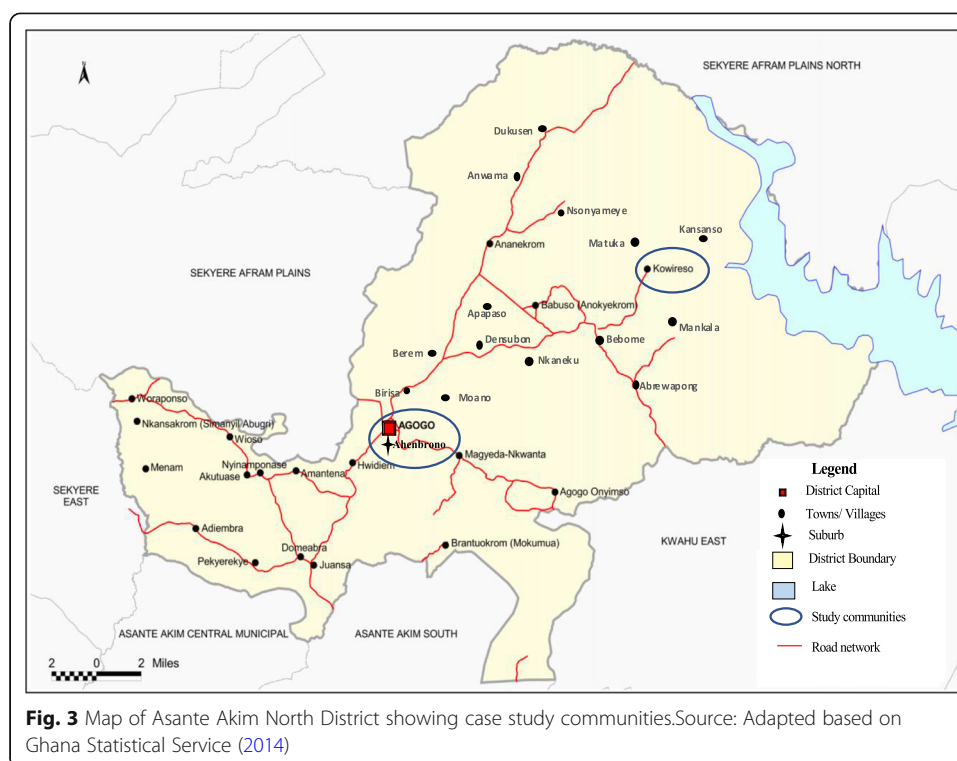 N
SEKYERE AFRAM PLAINS NORTH
Dukusen
Anwama
Nsonyameye
Kansanso
Matuka
Ananekrom
SEKYERE AFRAM PLAINS
Kowireso
Babuso (Anokyekrom)
Apapaso
Mankala
Densubon
Bebome
Berem
Nkaneku
Abrewapong
Birisa
Moano
Woraponso
Nkansakrom (Simanyil Abugri)
AGOGO
Ahenbrono
Wioso
Magyeda-Nkwanta
Hwidiem
Menam
Nyinamponase
Amantena
Akutuase
SEKYERE
EAST
Agogo Onyimso
Adiembra
Brantuokrom (Mokumua)
KWAHU EAST
Domeabra
Pekyerekye
Juansa
ASANTE AKIM CENTRAL MUNICIPAL
ASANTE AKIM SOUTH
2 0 2 Miles
Legend
District Capital
Towns/ Villages
Suburb
District Boundary
Lake
Study communities
Road network
Fig. 3 Map of Asante Akim North District showing case study communities.Source: Adapted based on
Ghana Statistical Service (2014)